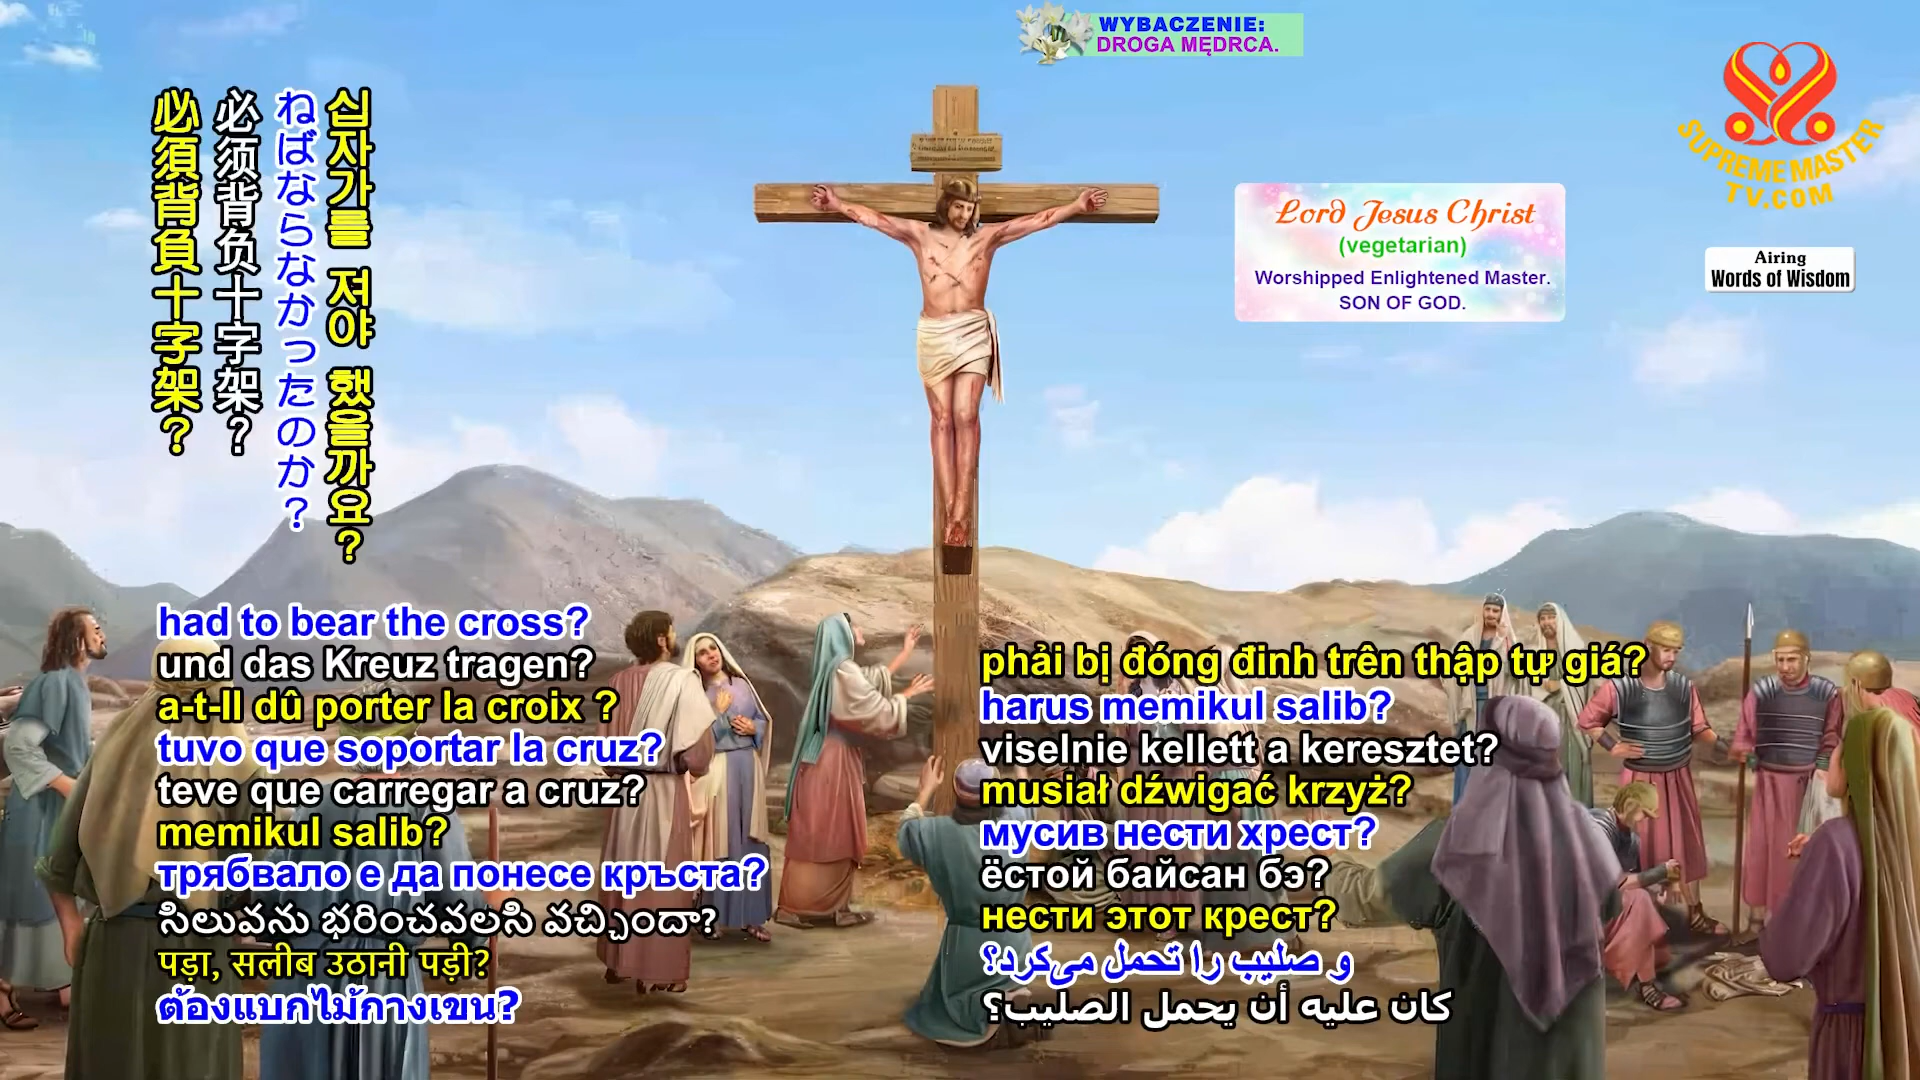 WYBACZENIE:
DROGA MĘDRCA.
SUPREME MASTER
TV.COM
Lord Jesus Christ
(vegetarian)
Worshipped Enlightened Master.
SON OF GOD.
Airing
Words of Wisdom
십자가를 져야 했을까요?
ねばならなかったのか?
必须背负十字架?
必須背負十字架?
had to bear the cross?
und das Kreuz tragen?
a-t-Il dû porter la croix ?
tuvo que soportar la cruz?
teve que carregar a cruz?
memikul salib?
трябвало е да понесе кръста?
సిలువను భరించవలసి వచ్చిందా?
पड़ा, सलीब उठानी पड़ी?
ต้องแบกไม้กางเขน?
phải bị đóng đinh trên thập tự giá?
harus memikul salib?
viselnie kellett a keresztet?
musiał dźwigać krzyż?
мусив нести хрест?
ёстой байсан бэ?
нести этот крест?
و صلیب را تحمل می‌کرد؟
كان عليه أن يحمل الصليب؟